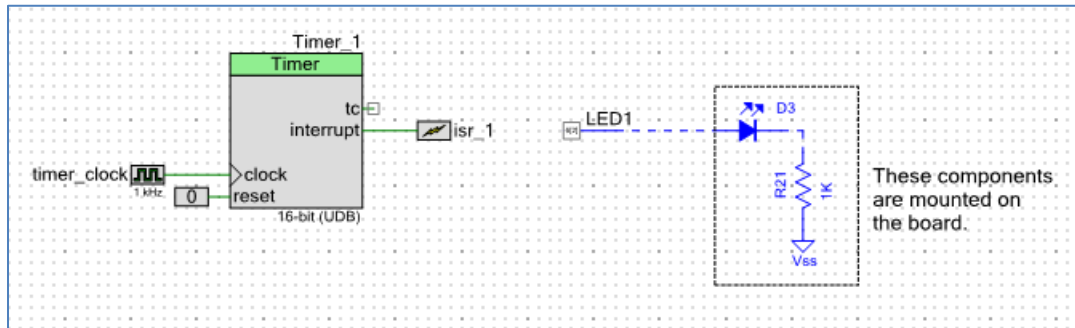 Timer_1
Timer
tc
interrupt
isr_1
timer_clock
1 kHz
clock
0
reset
16-bit (UDB)
LED1
D3
R21
1K
Vss
These components
are mounted on
the board.